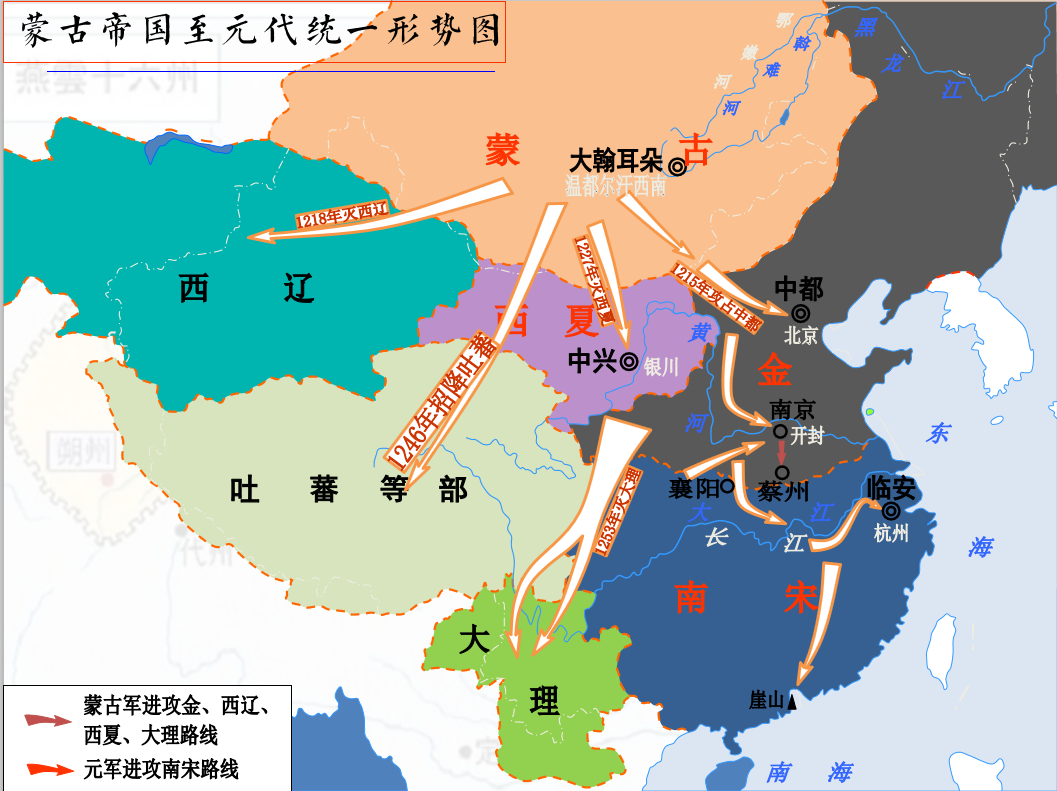 蒙古帝国至元代统一形势图
燕雲十六州
鄂
嫩
河
斡
难
河
黑
龙
江
蒙 古
大翰耳朵
温都尔汗西南
1218年灭西辽
1227年灭西夏
1215年攻占中都
西 辽
西 夏
中都
北京
黄
河
中兴
银川
金
1246年招降吐蕃
南京
开封
东
海
朔州
吐 蕃 等 部
1253年灭大理
襄阳
蔡州
临安
杭州
大 江
长 江
代州
南 宋
大
理
崖山
定
南 海
蒙古军进攻金、西辽、
西夏、大理路线
元军进攻南宋路线